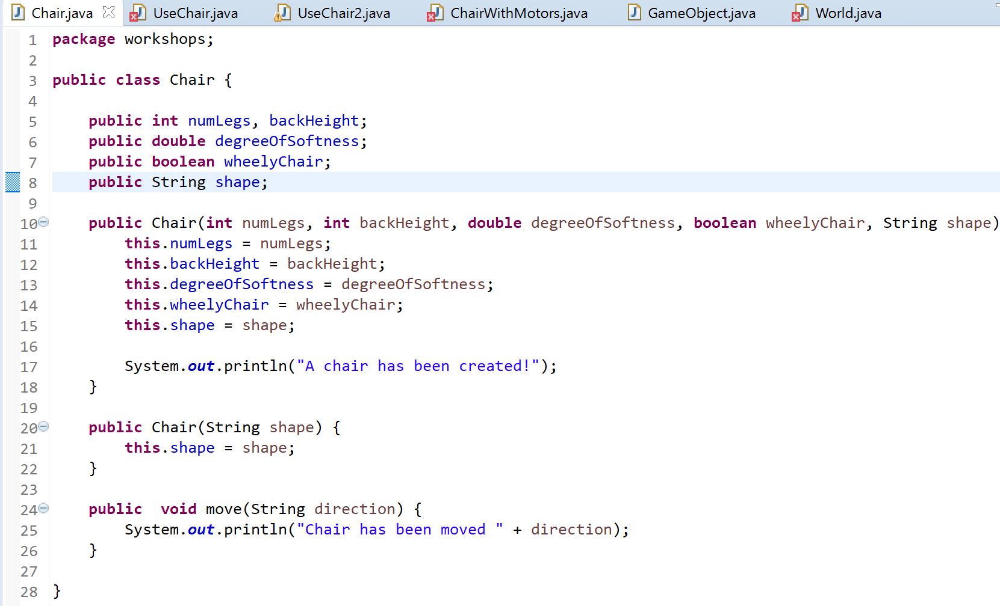 Chair.java UseChair.java UseChair2.java ChairWithMotors.java GameObject.java World.java
1 package workshops;
2
3 public class Chair {
4
5     public int numLegs, backHeight;
6     public double degreeOfSoftness;
7     public boolean wheelyChair;
8     public String shape;
9
10     public Chair(int numLegs, int backHeight, double degreeOfSoftness, boolean wheelyChair, String shape)
11         this.numLegs = numLegs;
12         this.backHeight = backHeight;
13         this.degreeOfSoftness = degreeOfSoftness;
14         this.wheelyChair = wheelyChair;
15         this.shape = shape;
16
17         System.out.println("A chair has been created!");
18     }
19
20     public Chair(String shape) {
21         this.shape = shape;
22     }
23
24     public  void move(String direction) {
25         System.out.println("Chair has been moved " + direction);
26     }
27
28 }